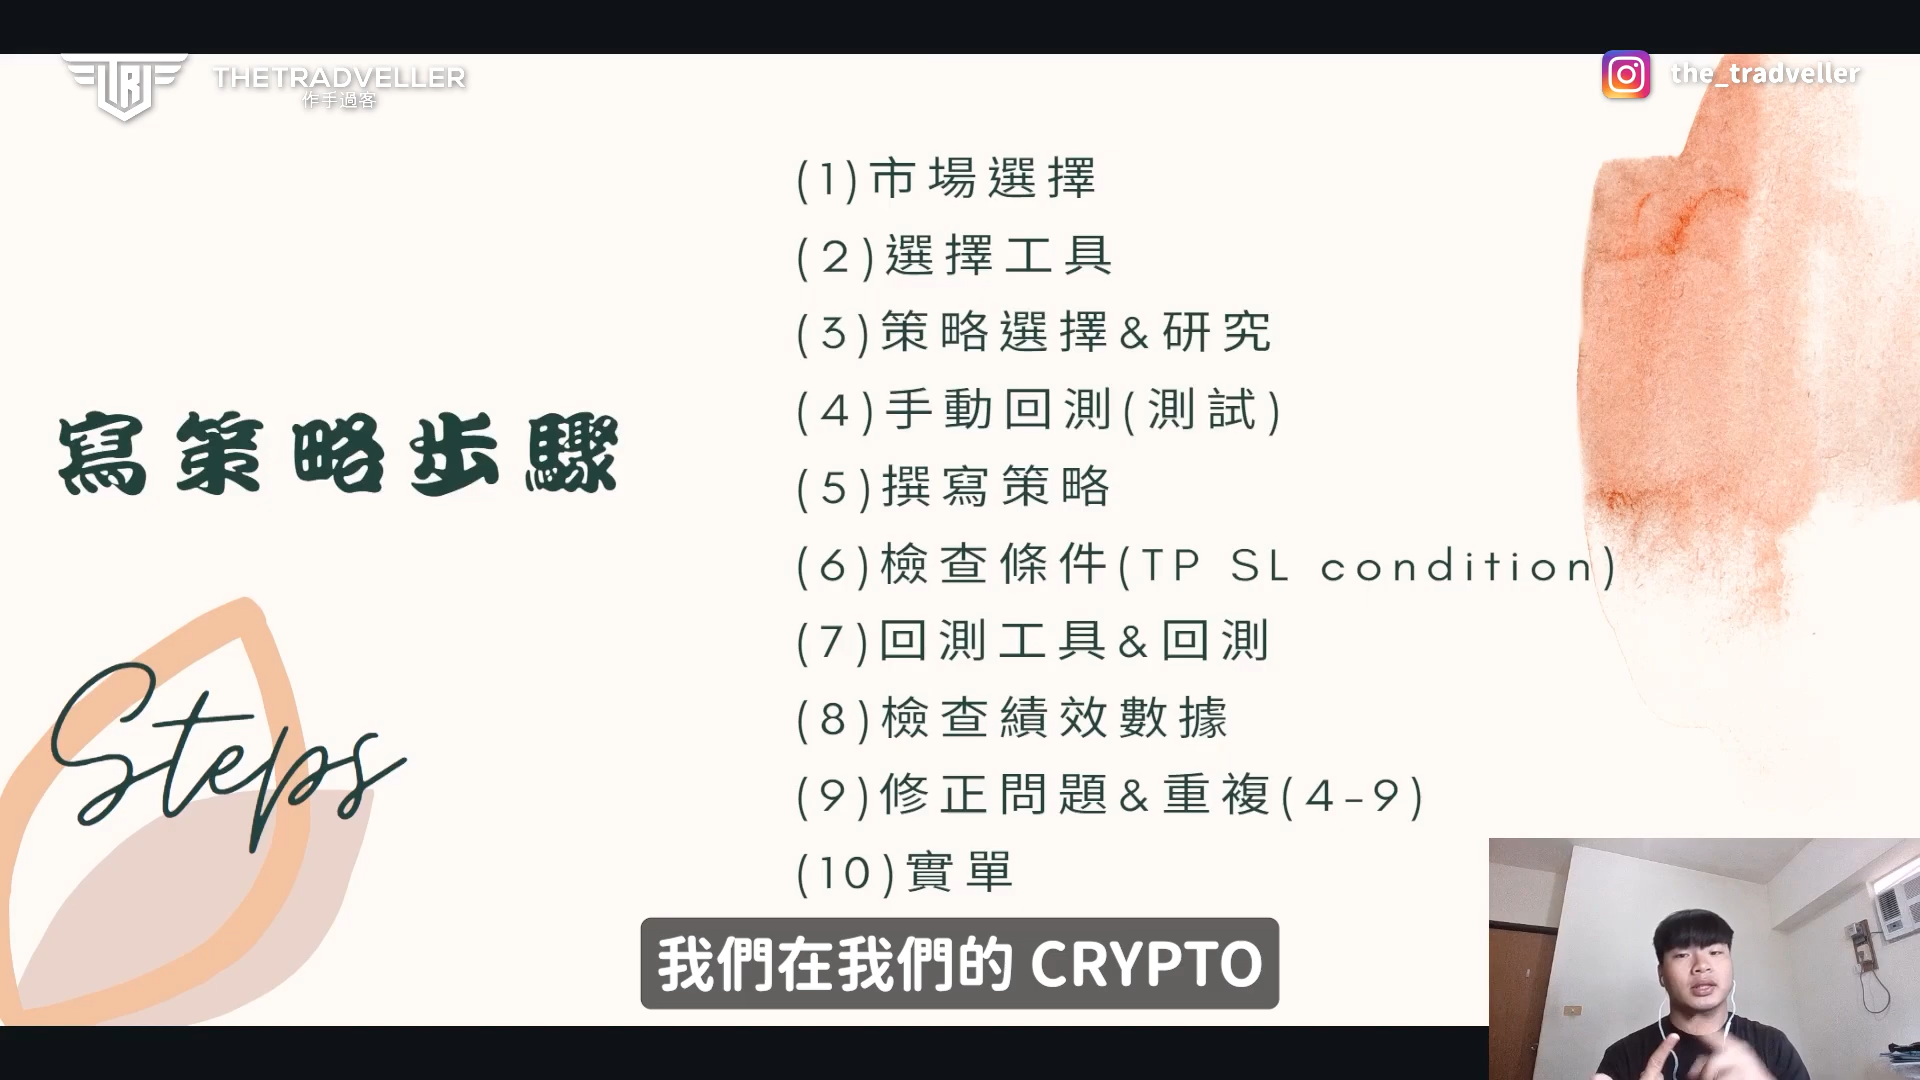 TRI
THETRADVELLER
作手過客
the_tradveller
(1)市場選擇
(2)選擇工具
(3)策略選擇&研究
(4)手動回測(測試)
(5)撰寫策略
(6)檢查條件(TP SL condition)
(7)回測工具&回測
(8)檢查績效數據
(9)修正問題&重複(4-9)
(10)實單
寫策略步驟
Steps
我們在我們的 CRYPTO